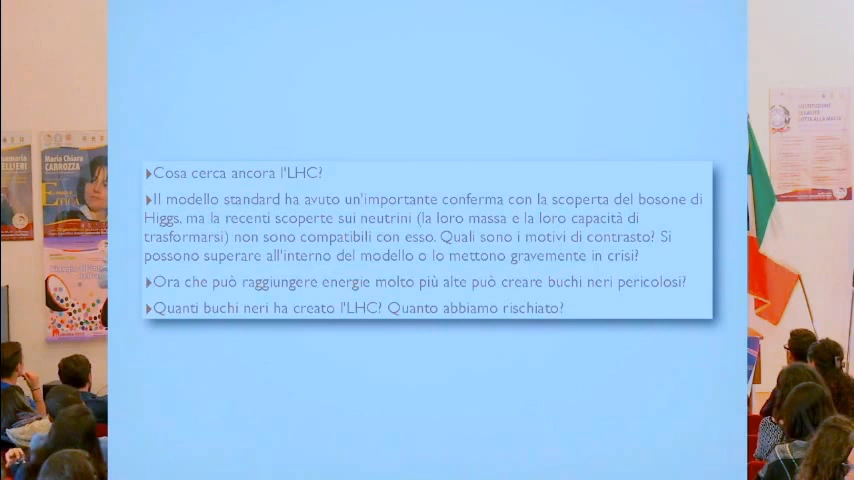 Cosa cerca ancora l'LHC?
Il modello standard ha avuto un'importante conferma con la scoperta del bosone di
Higgs, ma la recenti scoperte sui neutrini (la loro massa e la loro capacità di
trasformarsi) non sono compatibili con esso. Quali sono i motivi di contrasto? Si
possono superare all'interno del modello o lo mettono gravemente in crisi?
Ora che può raggiungere energie molto più alte può creare buchi neri pericolosi?
Quanti buchi neri ha creato l'LHC? Quanto abbiamo rischiato?
Maria Chiara
CARROZZA